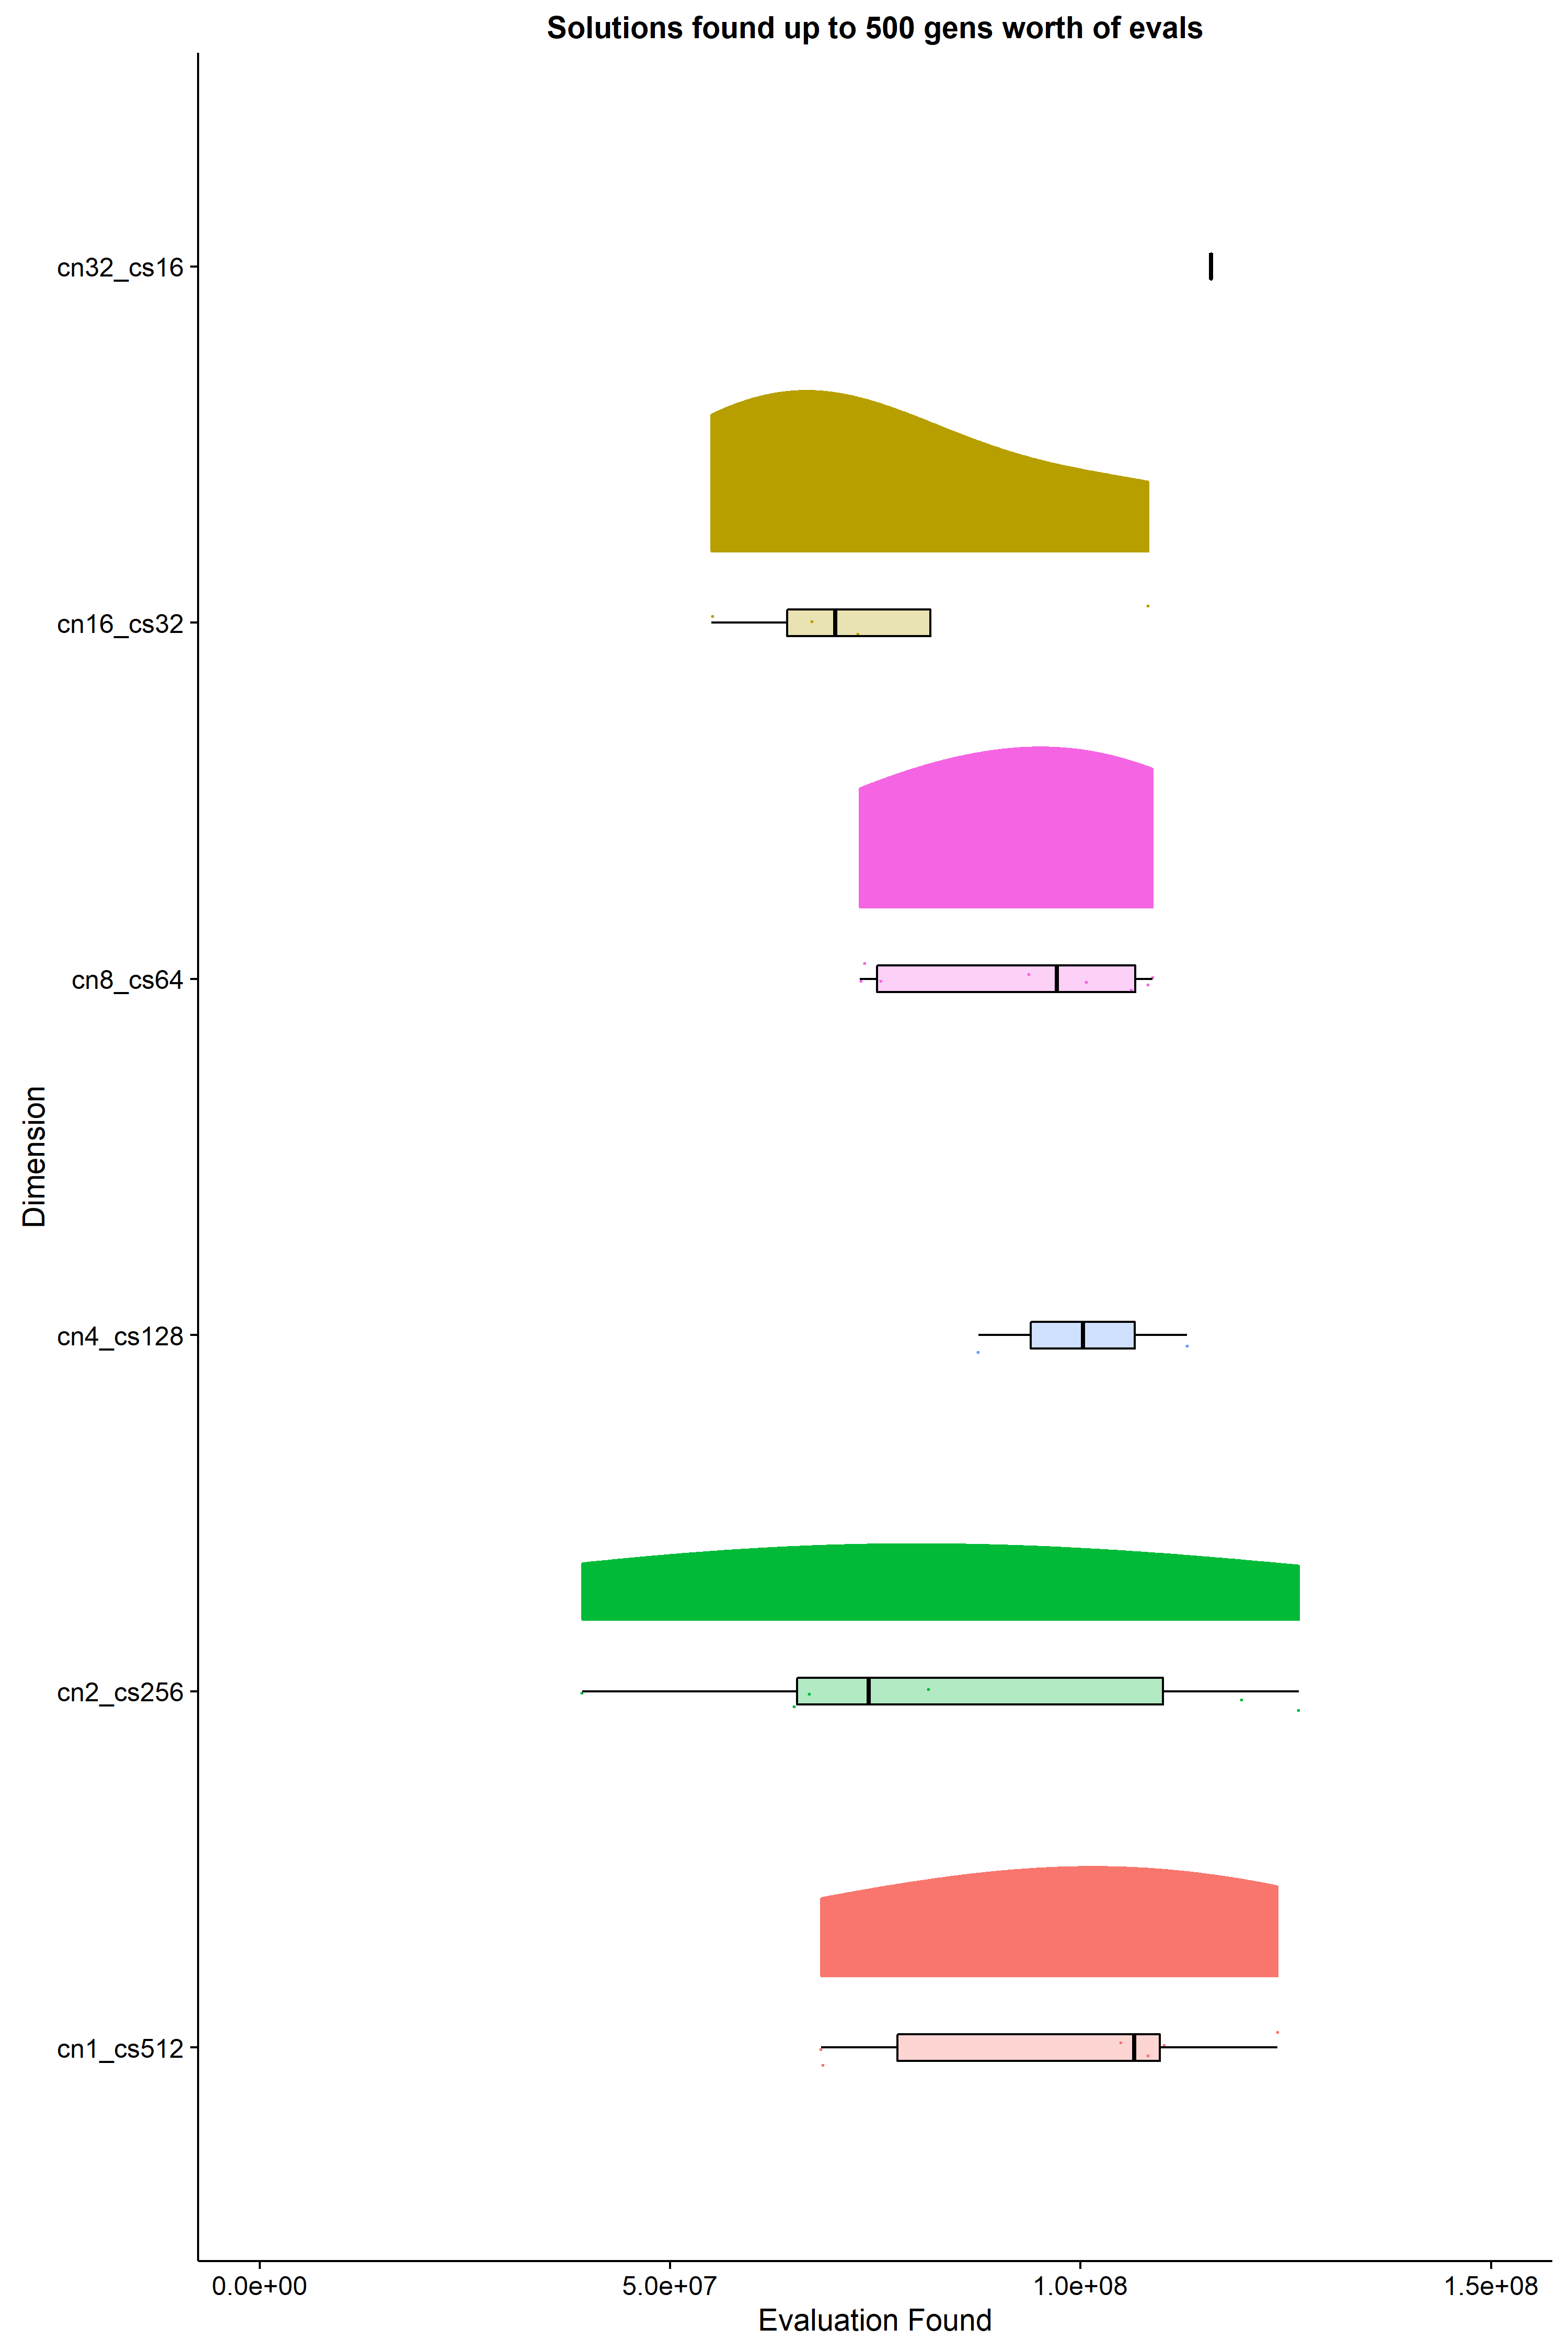 Solutions found up to 500 gens worth of evals
cn32_cs16
cn16_cs32
cn8_cs64
Dimension
cn4_cs128
cn2_cs256
cn1_cs512
0.0e+00
5.0e+07
1.0e+08
1.5e+08
Evaluation Found